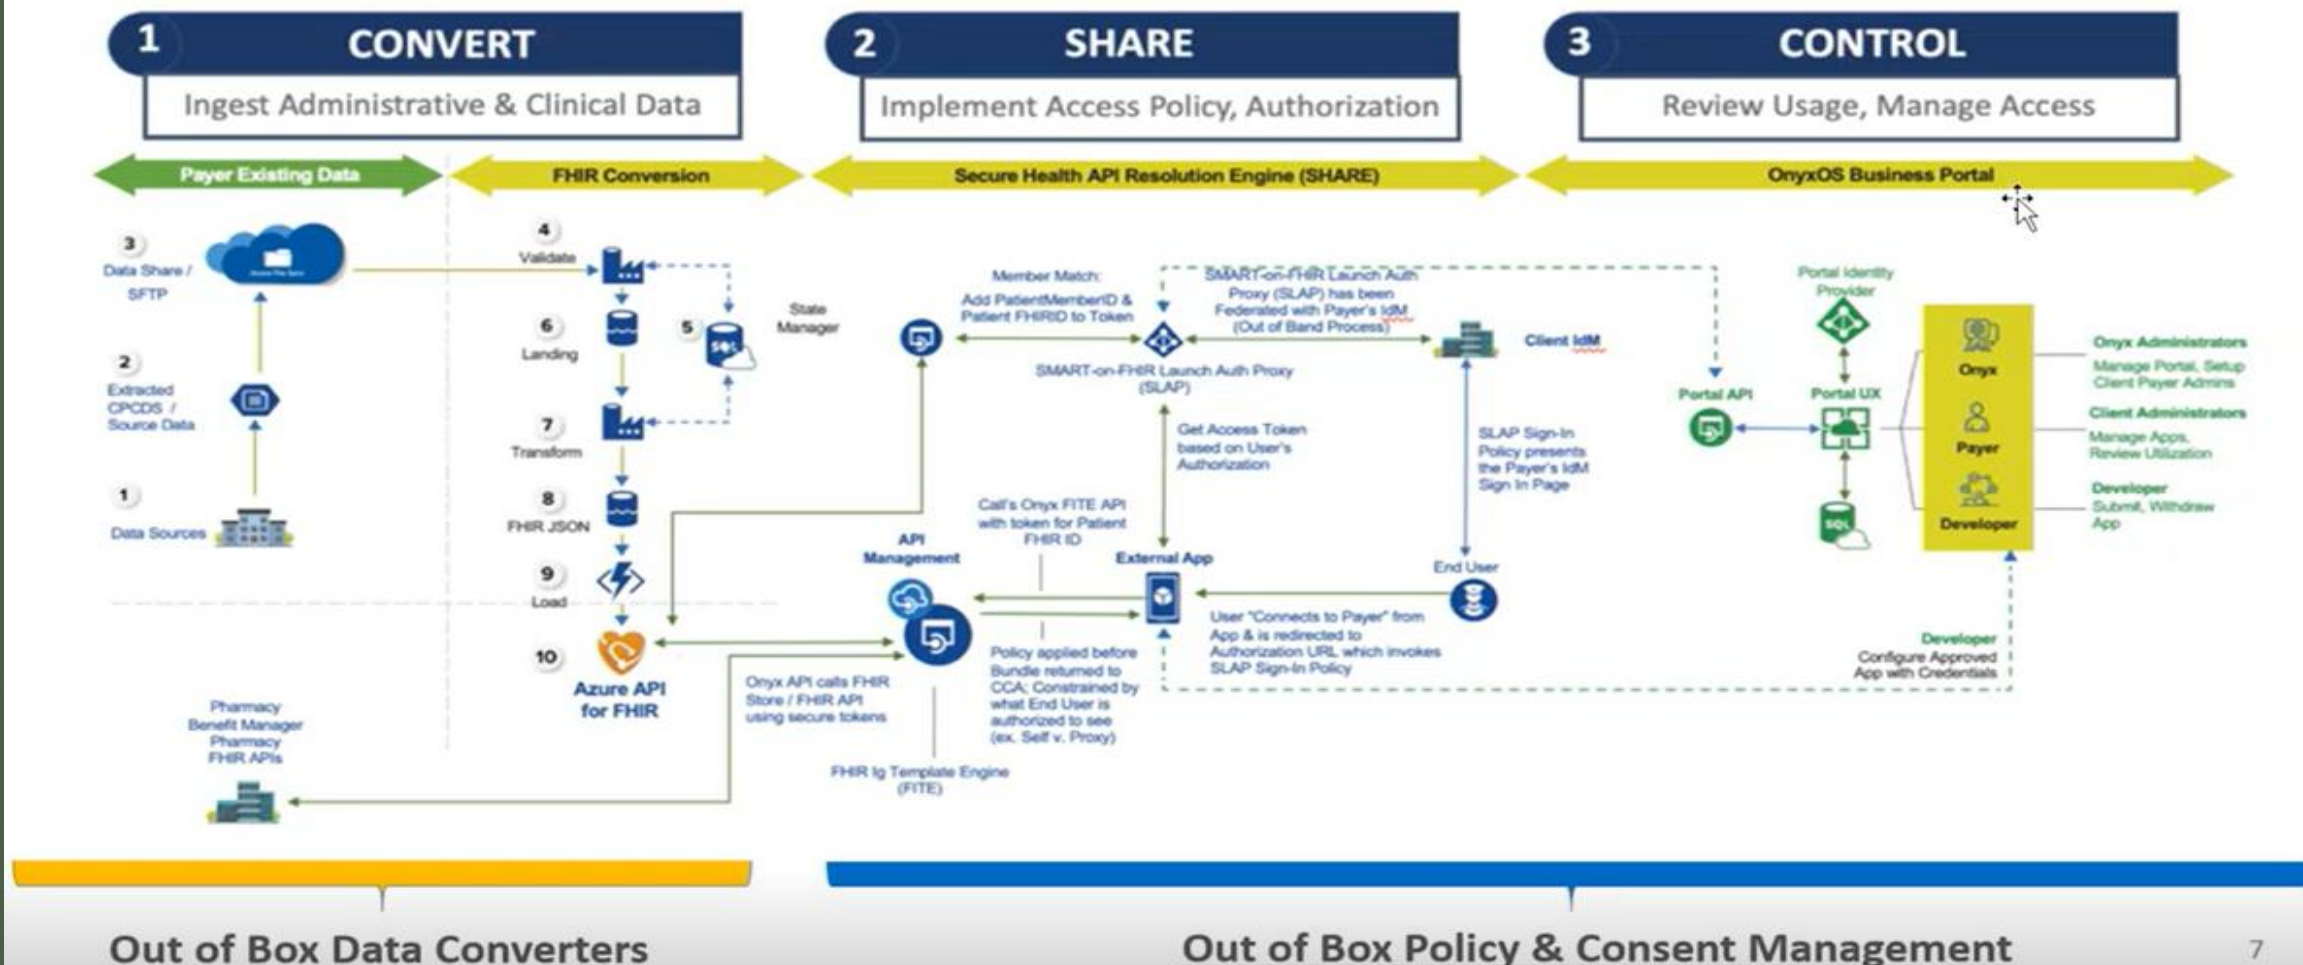 1
CONVERT
Ingest Administrative & Clinical Data
2
SHARE
Implement Access Policy, Authorization
3
CONTROL
Review Usage, Manage Access
Payer Existing Data
FHIR Conversion
Secure Health API Resolution Engine (SHARE)
OnyxOS Business Portal
3
Data Share /
SFTP
2
Extracted
CPCDS /
Source Data
1
Data Sources
Pharmacy
Benefit Manager
Pharmacy
FHIR APIs
4
Validate
5
SQL
State
Manager
6
Landing
7
Transform
8
FHIR JSON
9
Load
10
Azure API
for FHIR
Member Match:
Add PatientMemberID &
Patient FHIRID to Token
SMART-on-FHIR Launch Auth
Proxy (SLAP) has been
Federated with Payer's IdM
(Out of Band Process)
Client IdM
SMART-on-FHIR Launch Auth Proxy
(SLAP)
Get Access Token
based on User's
Authorization
SLAP Sign-In
Policy presents
the Payer's IdM
Sign In Page
Call's Onyx FITE API
with token for Patient
FHIR ID
API
Management
External App
End User
User "Connects to Payer" from
App & is redirected to
Authorization URL which invokes
SLAP Sign-In Policy
Onyx API calls FHIR
Store / FHIR API
using secure tokens
Policy applied before
Bundle returned to
CCA; Constrained by
what End User is
authorized to see
(ex. Self v. Proxy)
FHIR Ig Template Engine
(FITE)
Portal Identity
Provider
Portal API
Portal UX
SQL
Onyx
Payer
Developer
Onyx Administrators
Manage Portal, Setup
Client Payer Admins
Client Administrators
Manage Apps,
Review Utilization
Developer
Submit, Withdraw
App
Developer
Configure Approved
App with Credentials
Out of Box Data Converters
Out of Box Policy & Consent Management
7